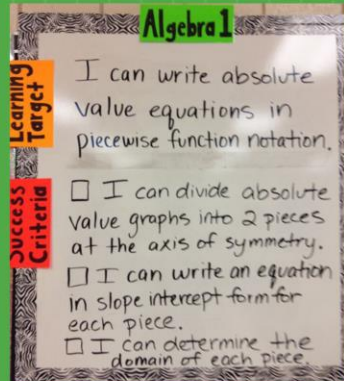 Algebra 1
Learning
Target
I can write absolute
value equations in
piecewise function notation.
Success
Criteria
□ I can divide absolute
value graphs into 2 pieces
at the axis of symmetry.
□ I can write an equation
in slope intercept form for
each piece.
□ I can determine the
domain of each piece.